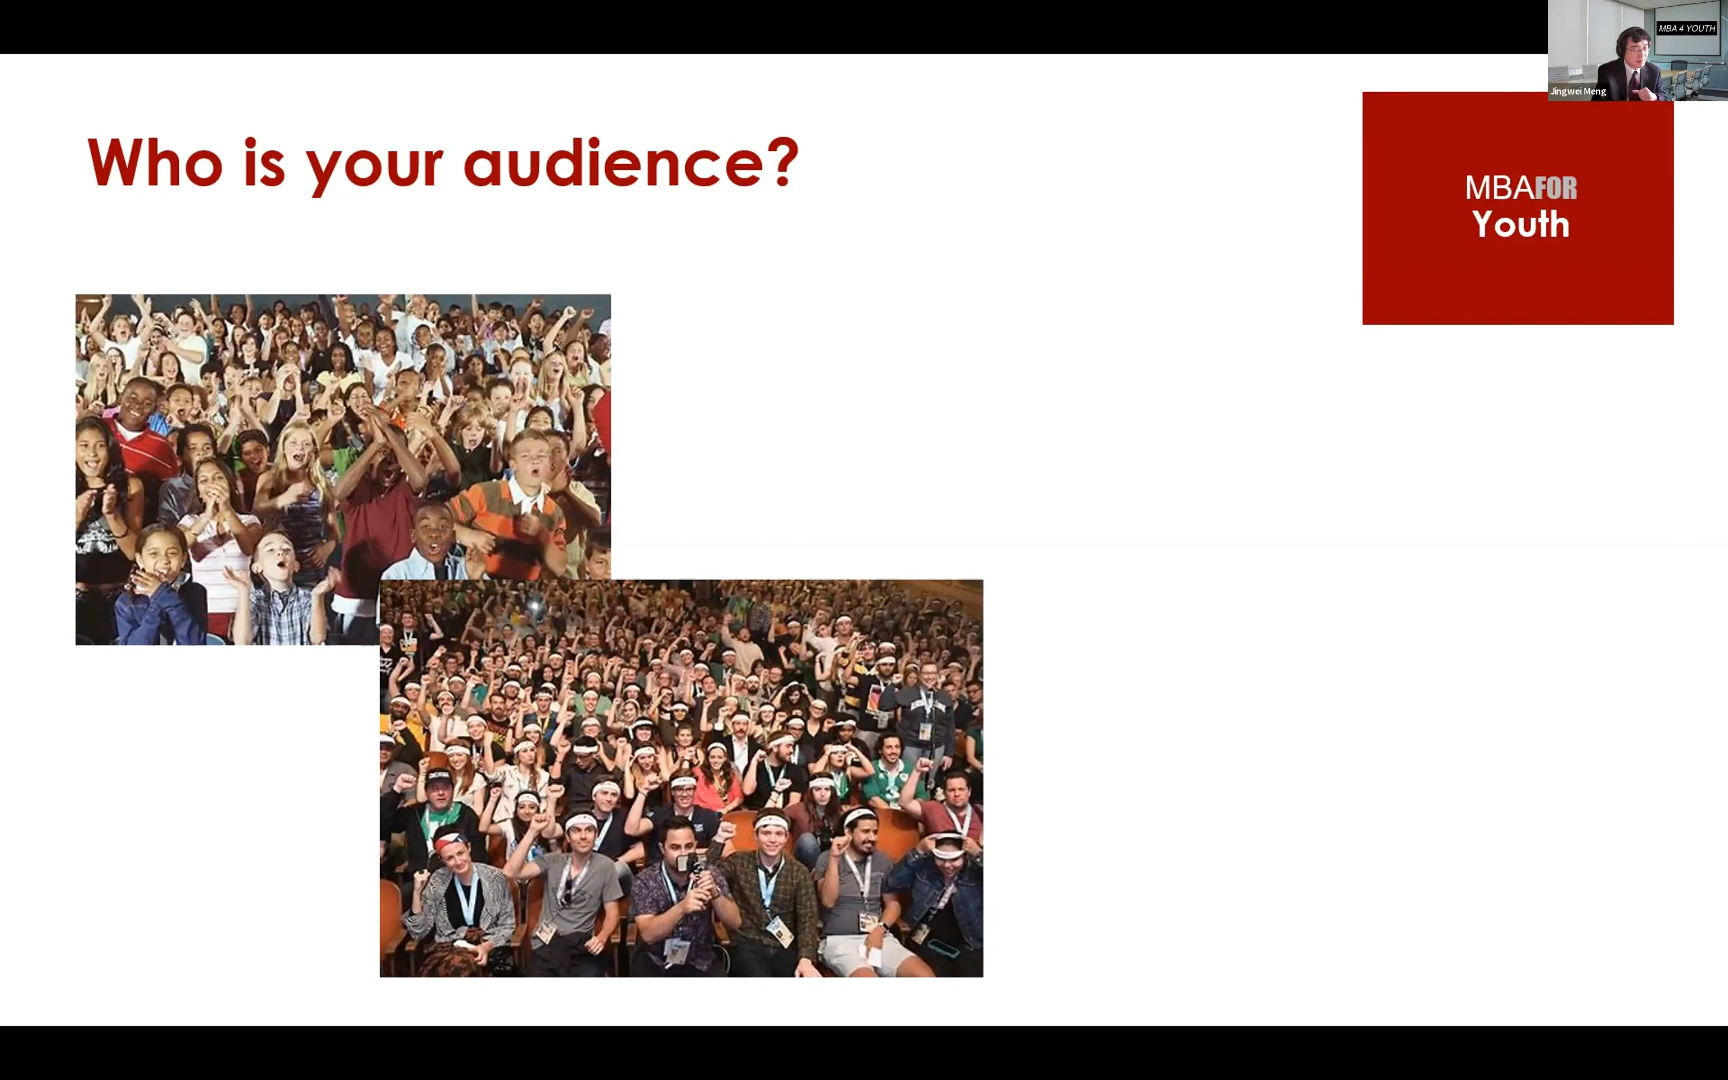 MBA 4 YOUTH
Jingwei Meng
Who is your audience?
MBAFOR
Youth